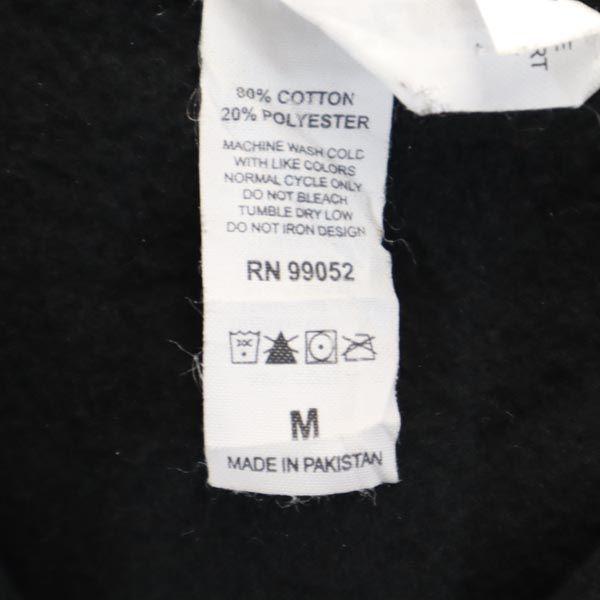 80% COTTON
20% POLYESTER
MACHINE WASH COLD
WITH LIKE COLORS
NORMAL CYCLE ONLY
DO NOT BLEACH
TUMBLE DRY LOW
DO NOT IRON DESIGN
RN 99052
M
MADE IN PAKISTAN